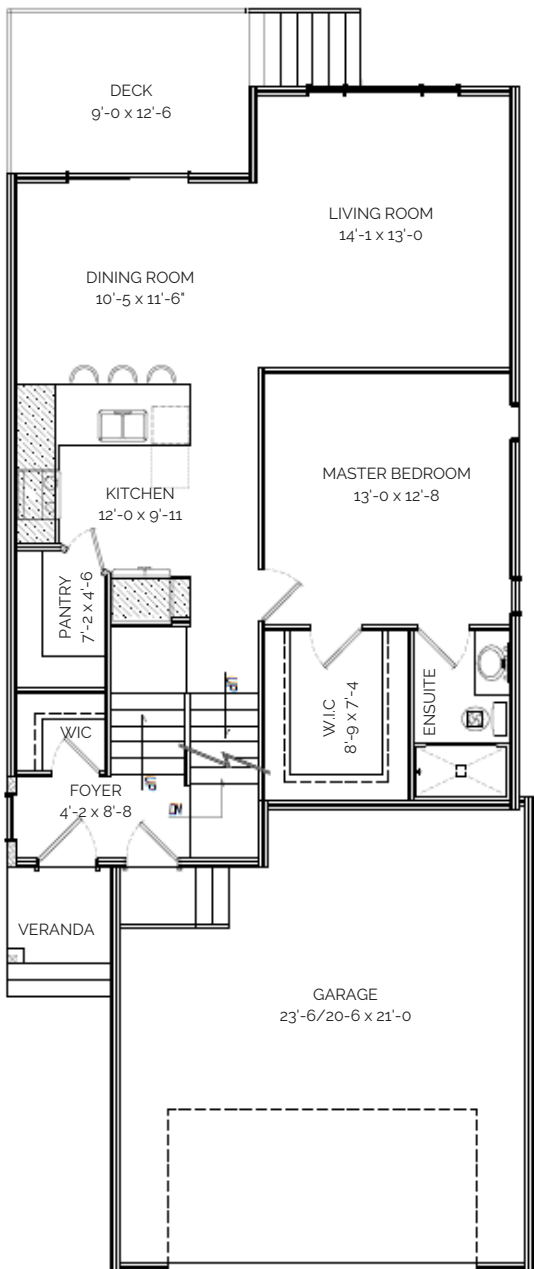 DECK
9'-0 x 12'-6
LIVING ROOM
14'-1 x 13'-0
DINING ROOM
10'-5 x 11'-6"
KITCHEN
12'-0 x 9'-11
MASTER BEDROOM
13'-0 x 12'-8
PANTRY
7'-2 x 4'-6
UP
W.I.C
8'-9 x 7'-4
ENSUITE
WIC
UP
FOYER
4'-2 x 8'-8
DN
VERANDA
GARAGE
23'-6/20-6 x 21'-0